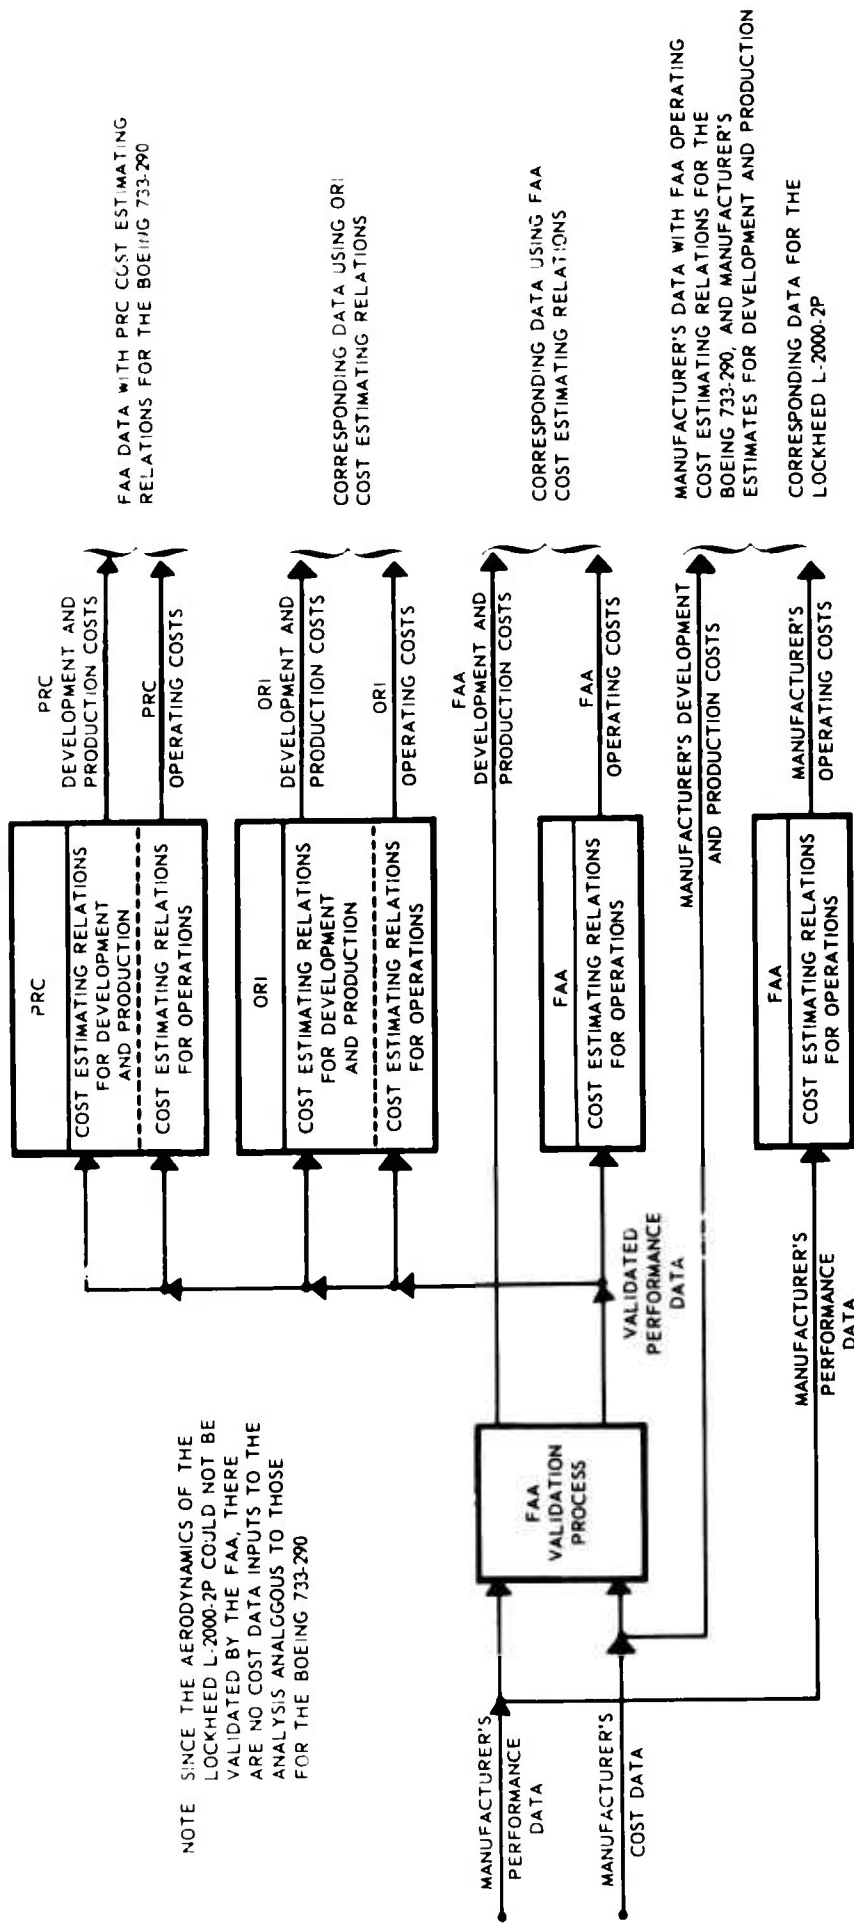 NOTE SINCE THE AERODYNAMICS OF THE
LOCKHEED L-2000-2P COULD NOT BE
VALIDATED BY THE FAA, THERE
ARE NO COST DATA INPUTS TO THE
ANALYSIS ANALOGOUS TO THOSE
FOR THE BOEING 733-290
MANUFACTURER'S
PERFORMANCE
DATA
MANUFACTURER'S
COST DATA
FAA
VALIDATION
PROCESS
VALIDATED
PERFORMANCE
DATA
MANUFACTURER'S
PERFORMANCE
DATA
PRC
COST ESTIMATING RELATIONS
FOR DEVELOPMENT
AND PRODUCTION
COST ESTIMATING RELATIONS
FOR OPERATIONS
ORI
COST ESTIMATING RELATIONS
FOR DEVELOPMENT
AND PRODUCTION
COST ESTIMATING RELATIONS
FOR OPERATIONS
FAA
COST ESTIMATING RELATIONS
FOR OPERATIONS
FAA
COST ESTIMATING RELATIONS
FOR OPERATIONS
PRC
DEVELOPMENT AND
PRODUCTION COSTS
PRC
OPERATING COSTS
ORI
DEVELOPMENT AND
PRODUCTION COSTS
ORI
OPERATING COSTS
FAA
DEVELOPMENT AND
PRODUCTION COSTS
FAA
OPERATING COSTS
MANUFACTURER'S DEVELOPMENT
AND PRODUCTION COSTS
MANUFACTURER'S
OPERATING COSTS
FAA DATA WITH PRC COST ESTIMATING
RELATIONS FOR THE BOEING 733-290
CORRESPONDING DATA USING ORI
COST ESTIMATING RELATIONS
CORRESPONDING DATA USING FAA
COST ESTIMATING RELATIONS
MANUFACTURER'S DATA WITH FAA OPERATING
COST ESTIMATING RELATIONS FOR THE
BOEING 733-290, AND MANUFACTURER'S
ESTIMATES FOR DEVELOPMENT AND PRODUCTION
CORRESPONDING DATA FOR THE
LOCKHEED L-2000-2P